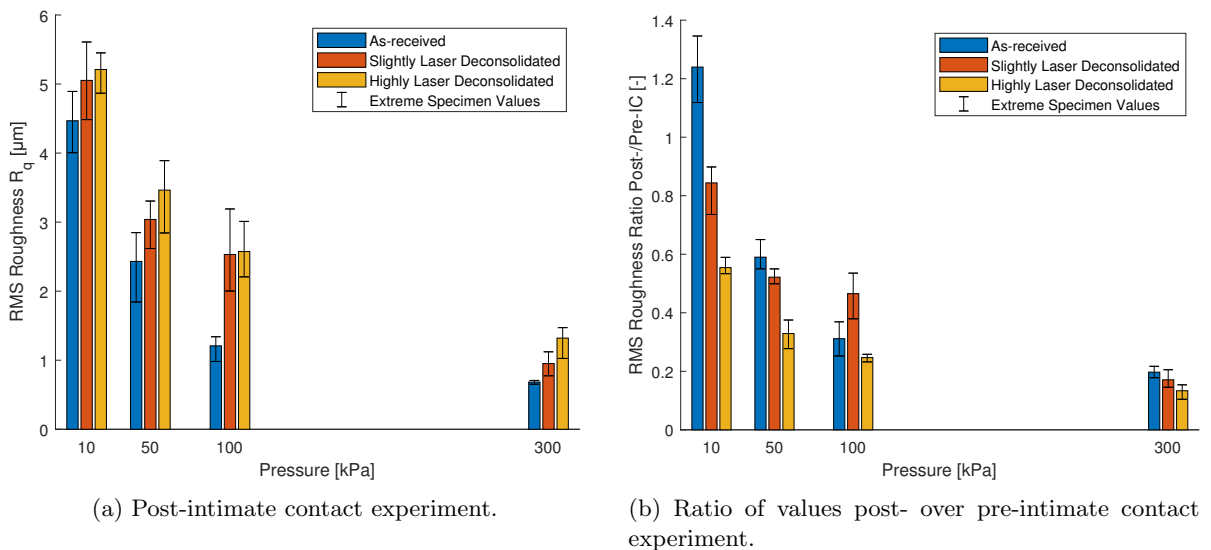 6
5
4
3
2
1
0
RMS Roughness R_q [µm]
As-received
Slightly Laser Deconsolidated
Highly Laser Deconsolidated
Extreme Specimen Values
10 50 100 300
Pressure [kPa]
(a) Post-intimate contact experiment.
1.4
1.2
1
0.8
0.6
0.4
0.2
0
RMS Roughness Ratio Post-/Pre-IC [-]
As-received
Slightly Laser Deconsolidated
Highly Laser Deconsolidated
Extreme Specimen Values
10 50 100 300
Pressure [kPa]
(b) Ratio of values post- over pre-intimate contact
experiment.